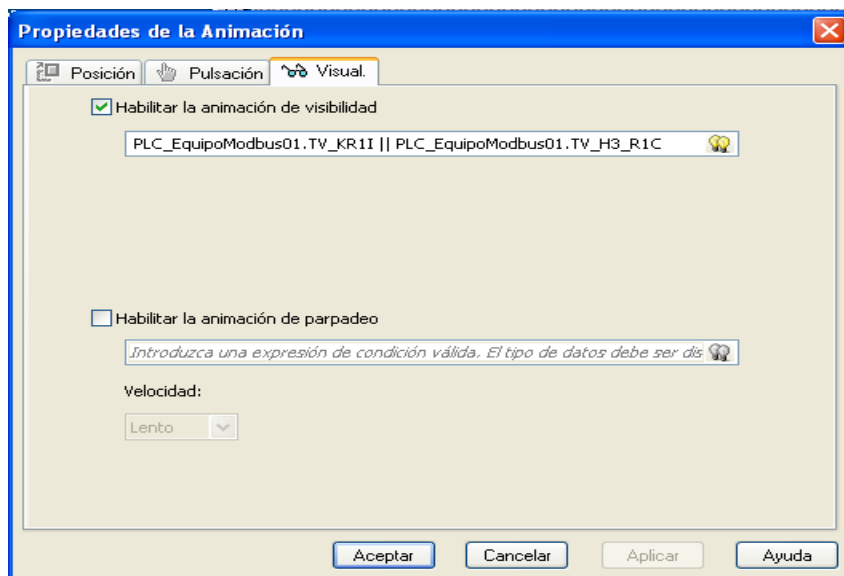 Propiedades de la Animación
Posición Pulsación Visual.
Habilitar la animación de visibilidad
PLC_EquipoModbus01.TV_KR1I || PLC_EquipoModbus01.TV_H3_R1C
Habilitar la animación de parpadeo
Introduzca una expresión de condición válida. El tipo de datos debe ser dis
Velocidad:
Lento
Aceptar Cancelar Aplicar Ayuda